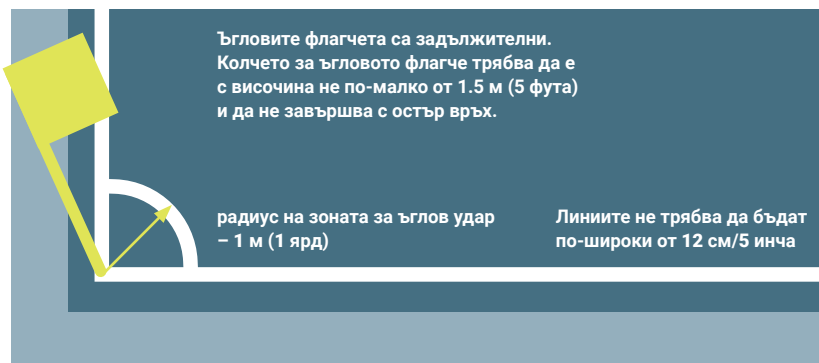 Ъгловите флагчета са задължителни.
Колчето за ъгловото флагче трябва да е
с височина не по-малко от 1.5 м (5 фута)
и да не завършва с остър връх.
радиус на зоната за ъглов удар
– 1 м (1 ярд)
Линиите не трябва да бъдат
по-широки от 12 см/5 инча